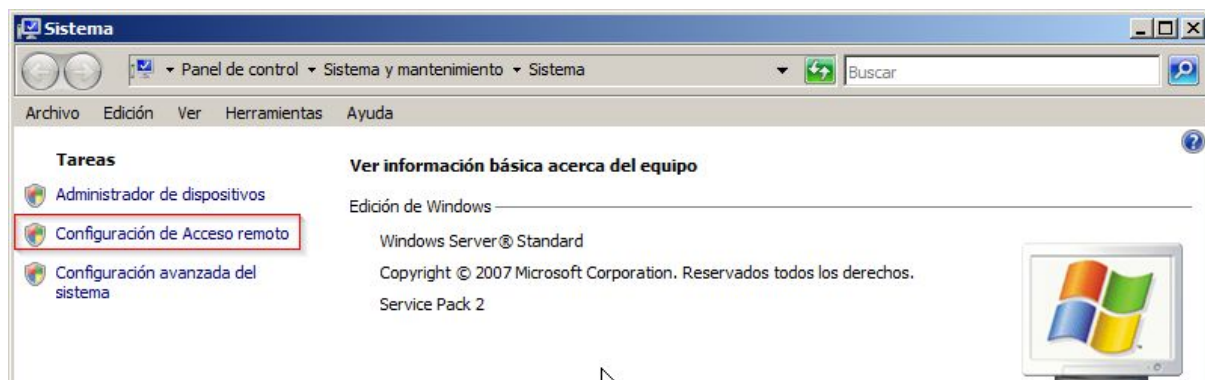 Sistema
Panel de control Sistema y mantenimiento Sistema
Buscar
Archivo Edición Ver Herramientas Ayuda
Tareas
Administrador de dispositivos
Configuración de Acceso remoto
Configuración avanzada del
sistema
Ver información básica acerca del equipo
Edición de Windows
Windows Server® Standard
Copyright © 2007 Microsoft Corporation. Reservados todos los derechos.
Service Pack 2